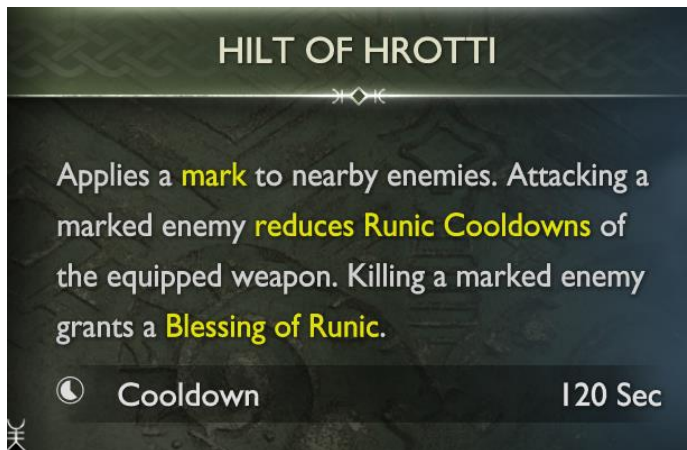 HILT OF HROTTI
Applies a mark to nearby enemies. Attacking a
marked enemy reduces Runic Cooldowns of
the equipped weapon. Killing a marked enemy
grants a Blessing of Runic.
Cooldown 120 Sec